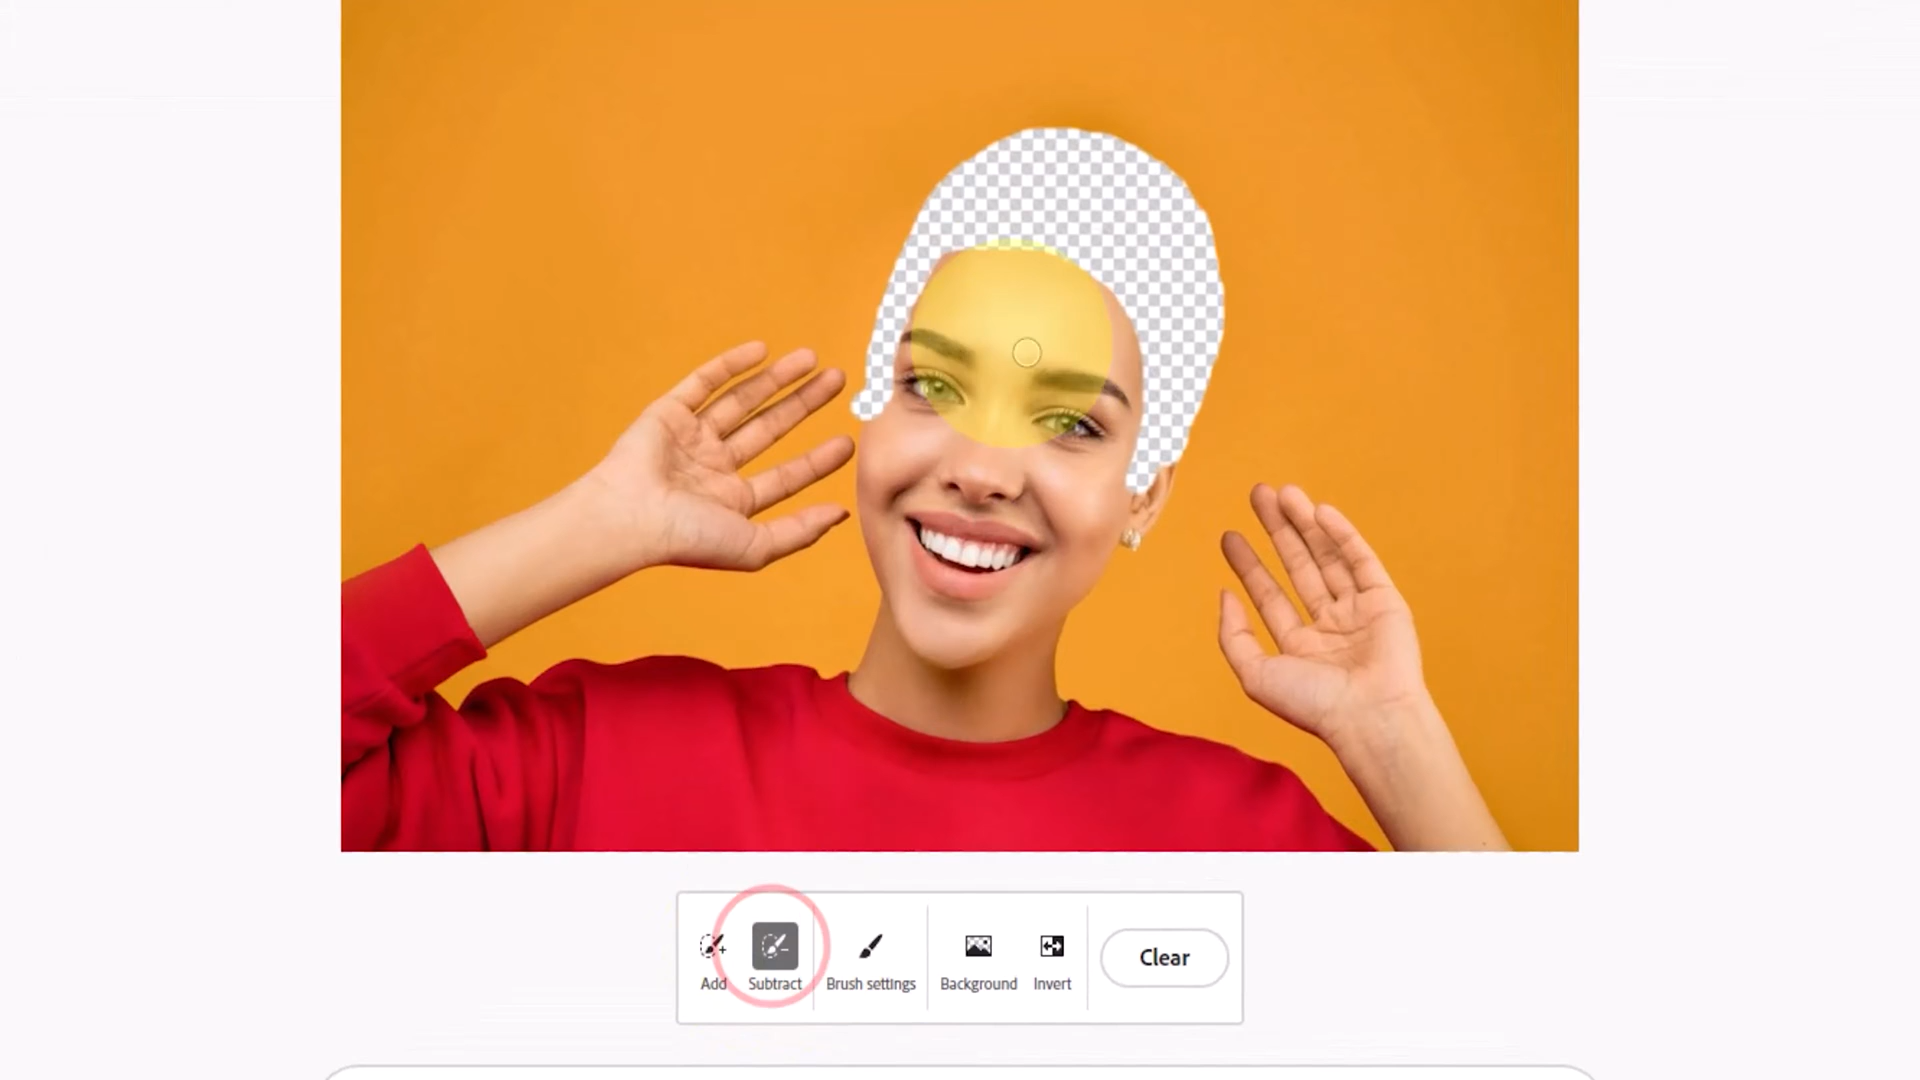 Add
Subtract
Brush settings
Background
Invert
Clear